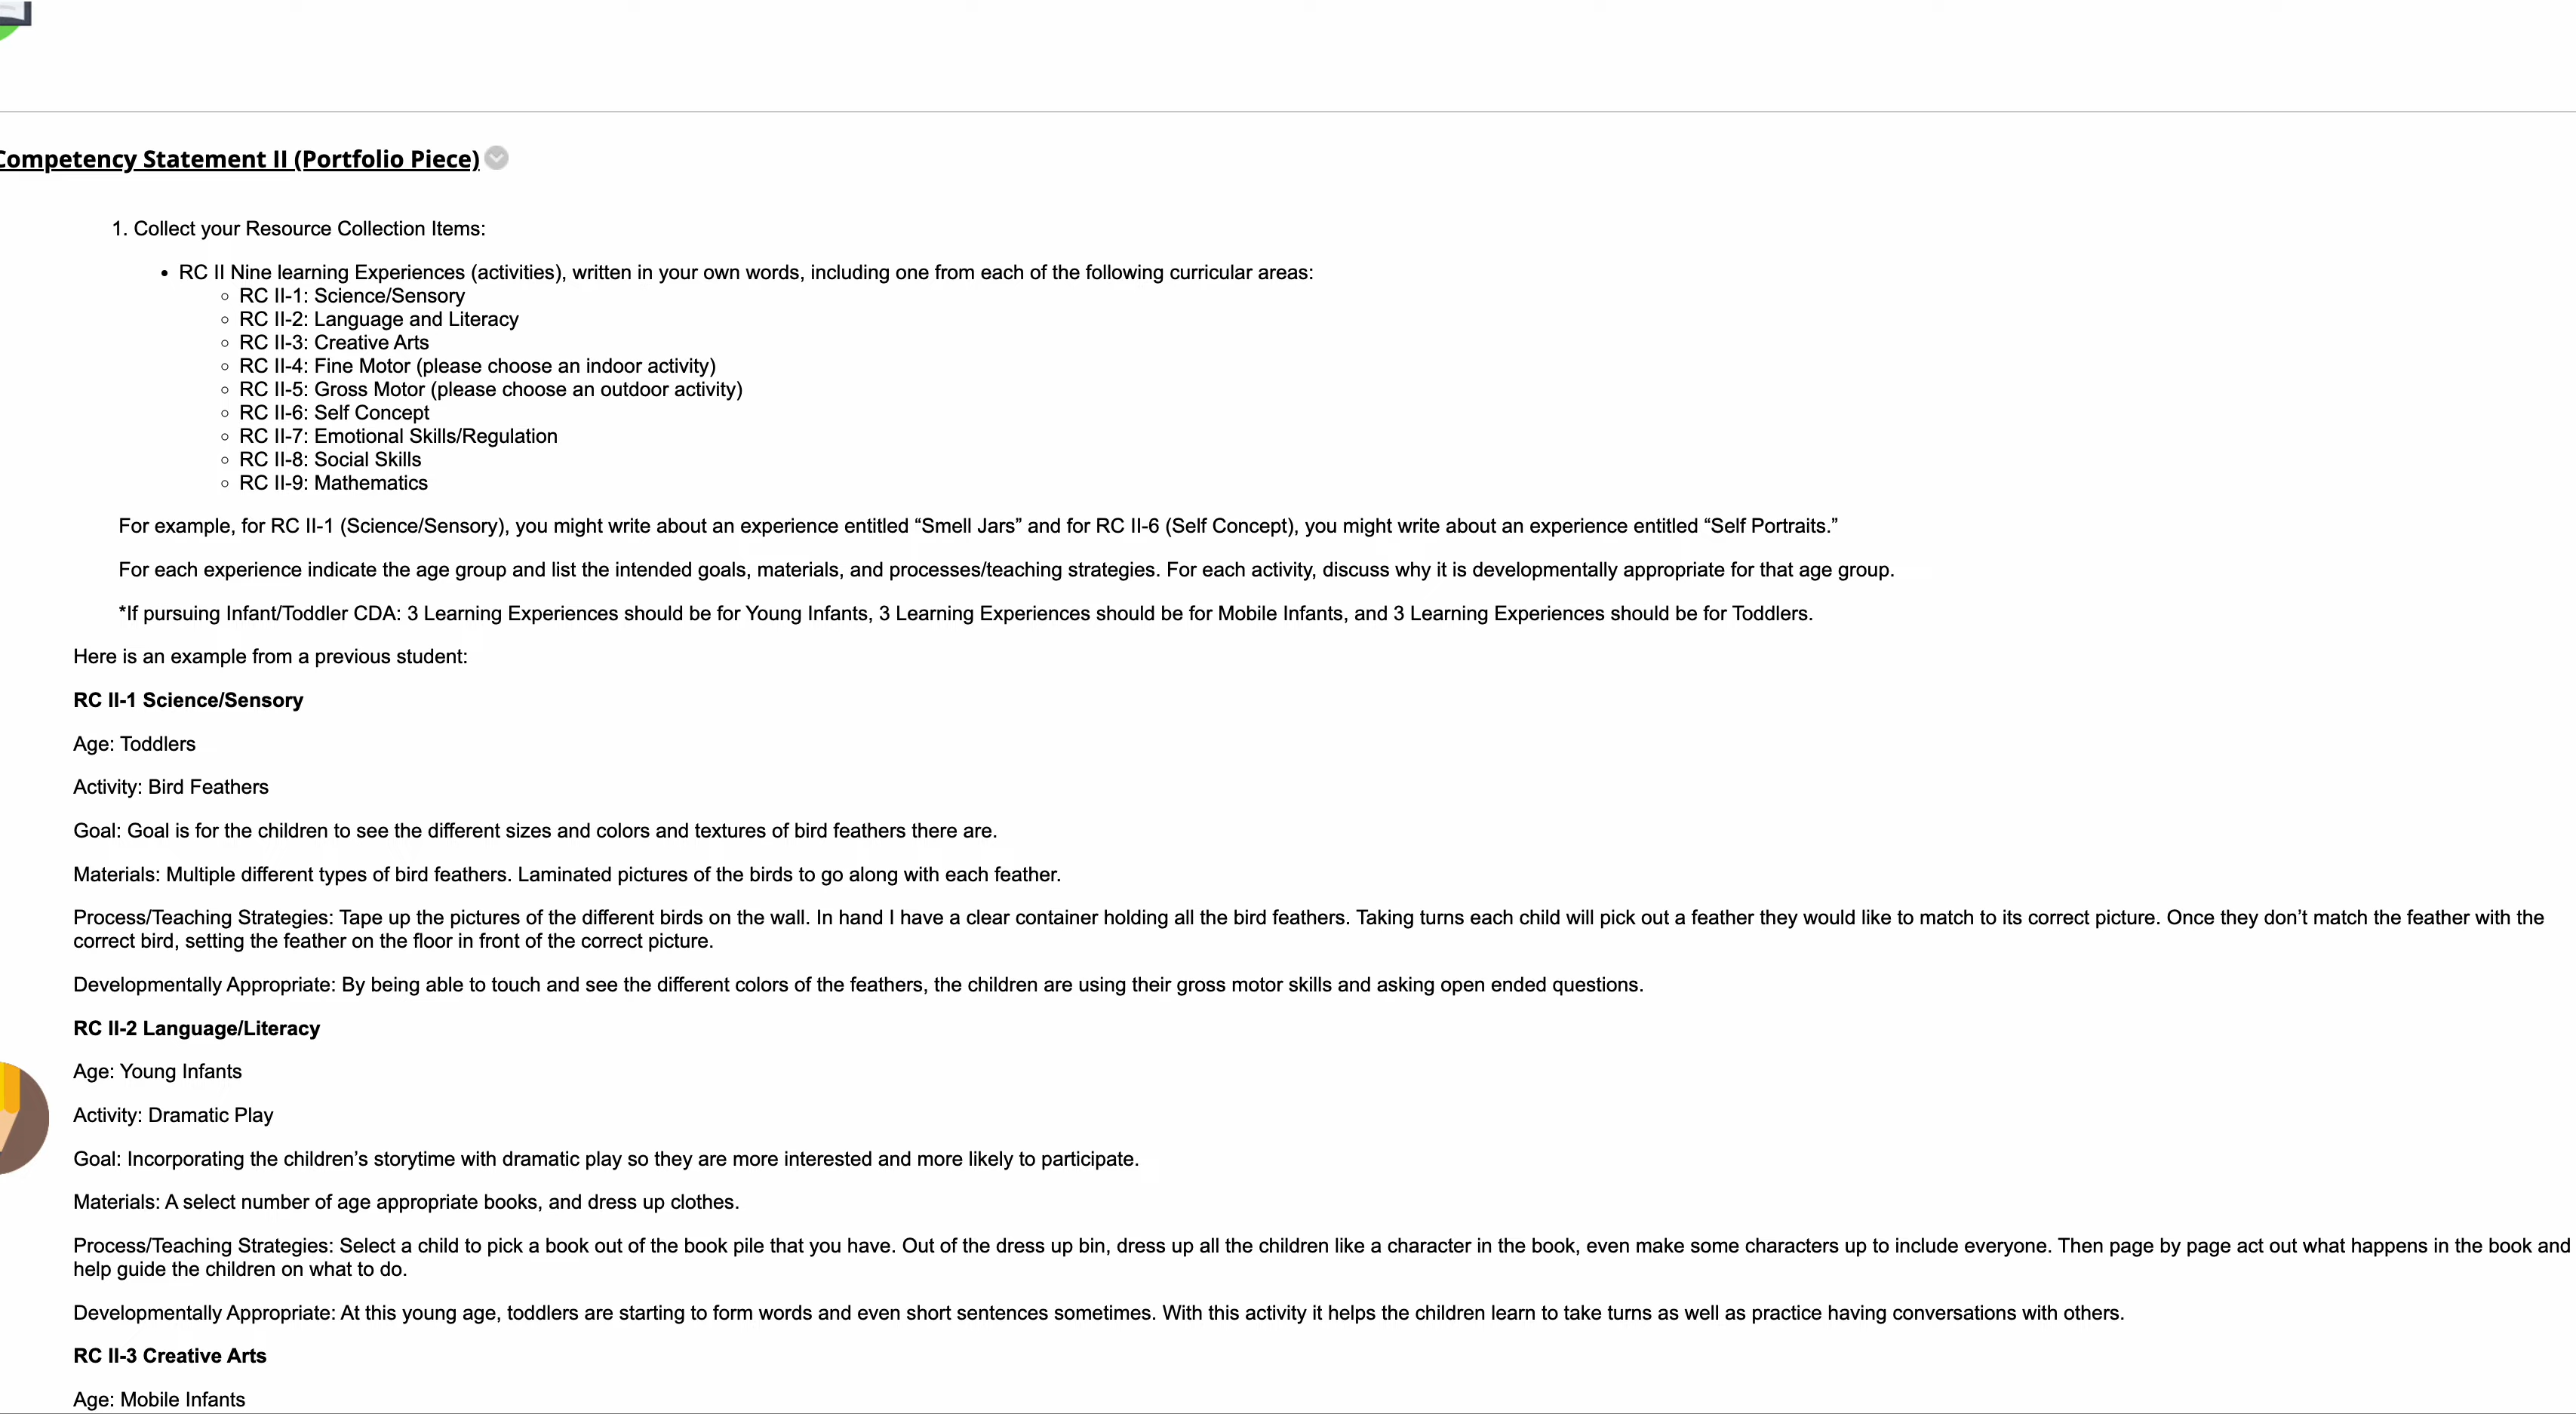 Competency Statement II (Portfolio Piece)
1. Collect your Resource Collection Items:
• RC II Nine learning Experiences (activities), written in your own words, including one from each of the following curricular areas:
◦ RC II-1: Science/Sensory
◦ RC II-2: Language and Literacy
◦ RC II-3: Creative Arts
◦ RC II-4: Fine Motor (please choose an indoor activity)
◦ RC II-5: Gross Motor (please choose an outdoor activity)
◦ RC II-6: Self Concept
◦ RC II-7: Emotional Skills/Regulation
◦ RC II-8: Social Skills
◦ RC II-9: Mathematics
For example, for RC II-1 (Science/Sensory), you might write about an experience entitled “Smell Jars” and for RC II-6 (Self Concept), you might write about an experience entitled “Self Portraits.”
For each experience indicate the age group and list the intended goals, materials, and processes/teaching strategies. For each activity, discuss why it is developmentally appropriate for that age group.
*If pursuing Infant/Toddler CDA: 3 Learning Experiences should be for Young Infants, 3 Learning Experiences should be for Mobile Infants, and 3 Learning Experiences should be for Toddlers.
Here is an example from a previous student:
RC II-1 Science/Sensory
Age: Toddlers
Activity: Bird Feathers
Goal: Goal is for the children to see the different sizes and colors and textures of bird feathers there are.
Materials: Multiple different types of bird feathers. Laminated pictures of the birds to go along with each feather.
Process/Teaching Strategies: Tape up the pictures of the different birds on the wall. In hand I have a clear container holding all the bird feathers. Taking turns each child will pick out a feather they would like to match to its correct picture. Once they don’t match the feather with the
correct bird, setting the feather on the floor in front of the correct picture.
Developmentally Appropriate: By being able to touch and see the different colors of the feathers, the children are using their gross motor skills and asking open ended questions.
RC II-2 Language/Literacy
Age: Young Infants
Activity: Dramatic Play
Goal: Incorporating the children’s storytime with dramatic play so they are more interested and more likely to participate.
Materials: A select number of age appropriate books, and dress up clothes.
Process/Teaching Strategies: Select a child to pick a book out of the book pile that you have. Out of the dress up bin, dress up all the children like a character in the book, even make some characters up to include everyone. Then page by page act out what happens in the book and
help guide the children on what to do.
Developmentally Appropriate: At this young age, toddlers are starting to form words and even short sentences sometimes. With this activity it helps the children learn to take turns as well as practice having conversations with others.
RC II-3 Creative Arts
Age: Mobile Infants